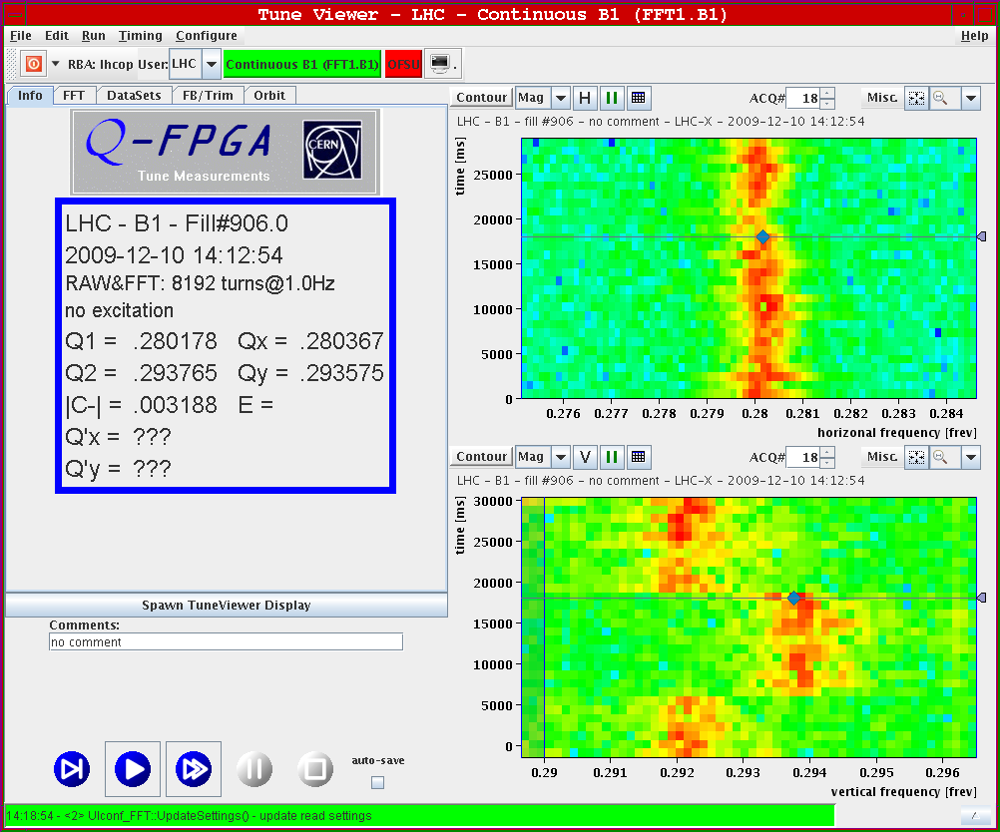 Tune Viewer - LHC - Continuous B1 (FFT1.B1)
File Edit Run Timing Configure Help
RBA: lhcop User: LHC Continuous B1 (FFT1.B1) OFSU
Info FFT DataSets FB/Trim Orbit
Q-FPGA
CERN
Tune Measurements
LHC - B1 - Fill#906.0
2009-12-10 14:12:54
RAW&FFT: 8192 turns@1.0Hz
no excitation
Q1 = .280178 Qx = .280367
Q2 = .293765 Qy = .293575
|C-| = .003188 E =
Q'x = ???
Q'y = ???
Spawn TuneViewer Display
Comments:
no comment
auto-save
Contour Mag H ACQ# 18 Misc.
LHC - B1 - fill #906 - no comment - LHC-X - 2009-12-10 14:12:54
time [ms]
25000
20000
15000
10000
5000
0
0.276 0.277 0.278 0.279 0.28 0.281 0.282 0.283 0.284
horizonal frequency [frev]
Contour Mag V ACQ# 18 Misc.
LHC - B1 - fill #906 - no comment - LHC-X - 2009-12-10 14:12:54
time [ms]
30000
25000
20000
15000
10000
5000
0
0.29 0.291 0.292 0.293 0.294 0.295 0.296
vertical frequency [frev]
14:18:54 - <2> UIconf_FFT::UpdateSettings() - update read settings